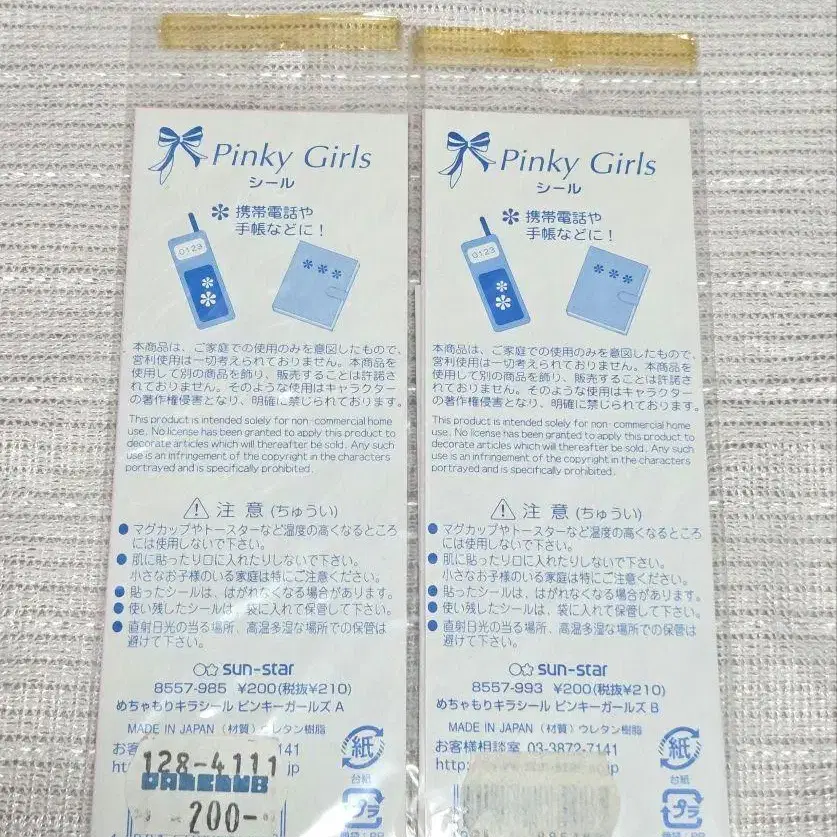 Pinky Girls
シール
携帯電話や
手帳などに!
0123
本商品は、ご家庭での使用のみを意図したもので、
営利使用は一切考えられておりません。本商品を
使用して別の商品を飾り、販売することは許諾さ
れておりません。そのような使用はキャラクター
の著作権侵害となり、明確に禁じられております。
This product is intended solely for non-commercial home
use. No license has been granted to apply this product to
decorate articles which will thereafter be sold. Any such
use is an infringement of the copyright in the characters
portrayed and is specifically prohibited.
注意(ちゅうい)
●マグカップやトースターなど温度の高くなるところ
には使用しないで下さい。
●肌に貼ったり口に入れたりしないで下さい。
小さなお子様のいる家庭は特にご注意ください。
●貼ったシールは、はがれなくなる場合があります。
●使い残したシールは、袋に入れて保管して下さい。
●直射日光の当る場所、高温多湿な場所での保管は
避けて下さい。
sun-star
8557-985 ¥200(税抜¥210)
めちゃもりキラシール ピンキーガールズ A
MADE IN JAPAN (材質)ウレタン樹脂
お客
141
128-4111
htt
jp
200-
紙
台紙
プラ
Pinky Girls
シール
携帯電話や
手帳などに!
0123
本商品は、ご家庭での使用のみを意図したもので、
営利使用は一切考えられておりません。本商品を
使用して別の商品を飾り、販売することは許諾さ
れておりません。そのような使用はキャラクター
の著作権侵害となり、明確に禁じられております。
This product is intended solely for non-commercial home
use. No license has been granted to apply this product to
decorate articles which will thereafter be sold. Any such
use is an infringement of the copyright in the characters
portrayed and is specifically prohibited.
注意(ちゅうい)
●マグカップやトースターなど温度の高くなるところ
には使用しないで下さい。
●肌に貼ったり口に入れたりしないで下さい。
小さなお子様のいる家庭は特にご注意ください。
●貼ったシールは、はがれなくなる場合があります。
●使い残したシールは、袋に入れて保管して下さい。
●直射日光の当る場所、高温多湿な場所での保管は
避けて下さい。
sun-star
8557-993 ¥200(税抜¥210)
めちゃもりキラシール ピンキーガールズ B
MADE IN JAPAN (材質)ウレタン樹脂
お客様相談室 03-3872-7141
http:
jp
紙
台紙
プラ